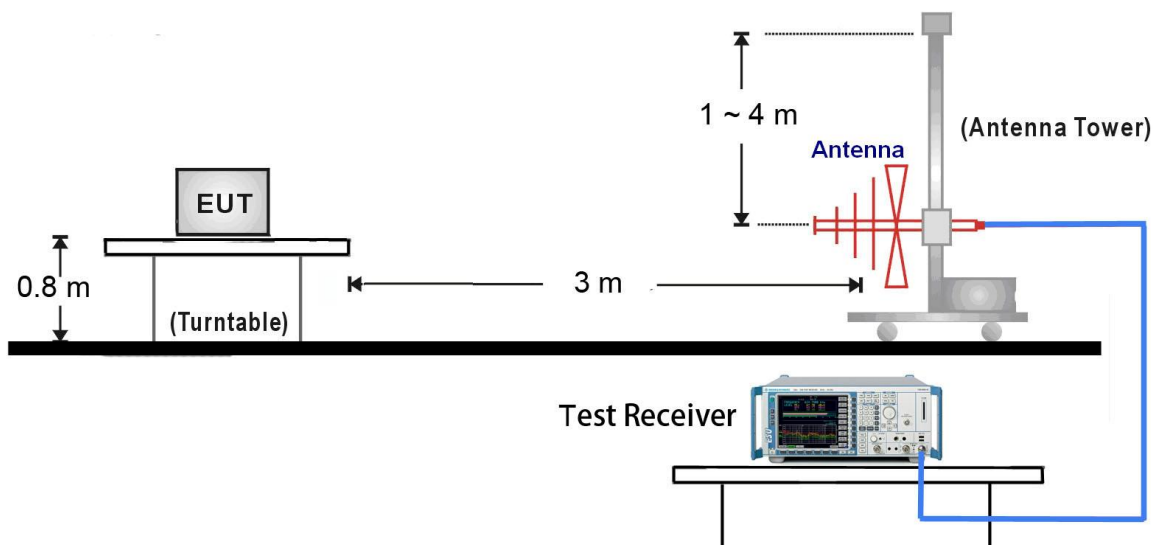 1 ~ 4 m
(Antenna Tower)
Antenna
EUT
0.8 m
3 m
(Turntable)
Test Receiver